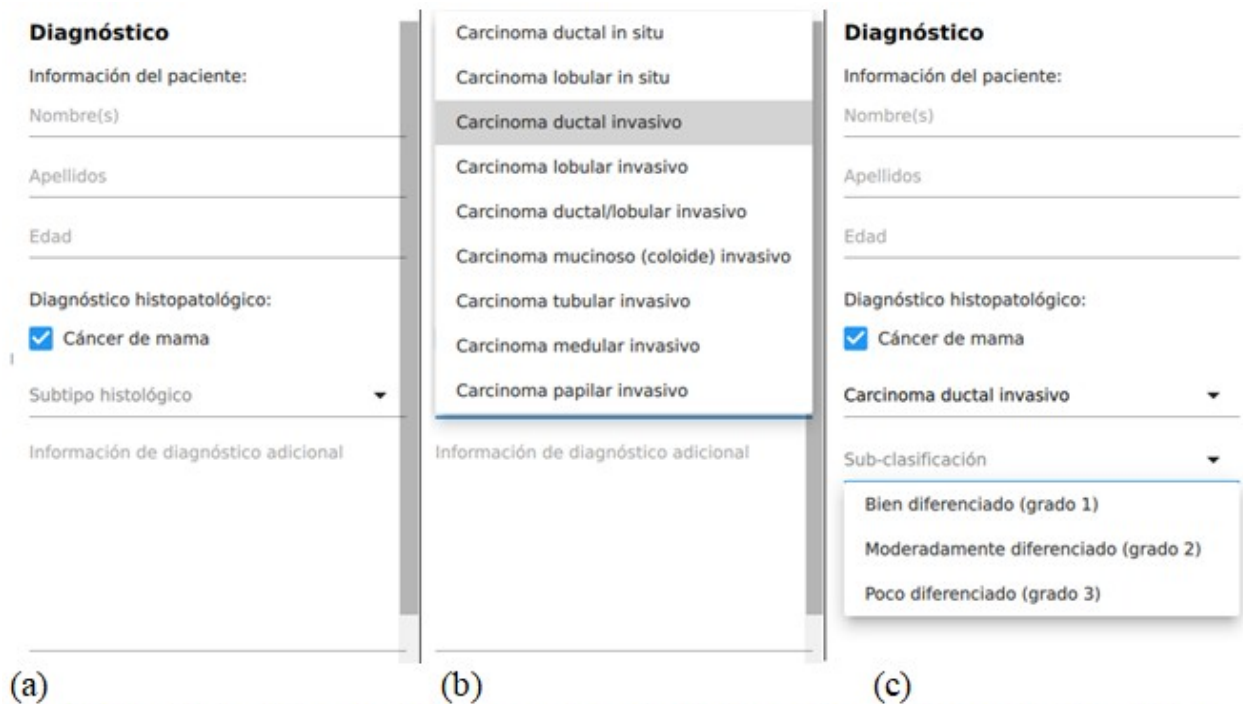 Diagnóstico
Información del paciente:
Nombre(s)
Apellidos
Edad
Diagnóstico histopatológico:
Cáncer de mama
Subtipo histológico
Información de diagnóstico adicional
(a)
Carcinoma ductal in situ
Carcinoma lobular in situ
Carcinoma ductal invasivo
Carcinoma lobular invasivo
Carcinoma ductal/lobular invasivo
Carcinoma mucinoso (coloide) invasivo
Carcinoma tubular invasivo
Carcinoma medular invasivo
Carcinoma papilar invasivo
Información de diagnóstico adicional
(b)
Diagnóstico
Información del paciente:
Nombre(s)
Apellidos
Edad
Diagnóstico histopatológico:
Cáncer de mama
Carcinoma ductal invasivo
Sub-clasificación
Bien diferenciado (grado 1)
Moderadamente diferenciado (grado 2)
Poco diferenciado (grado 3)
(c)